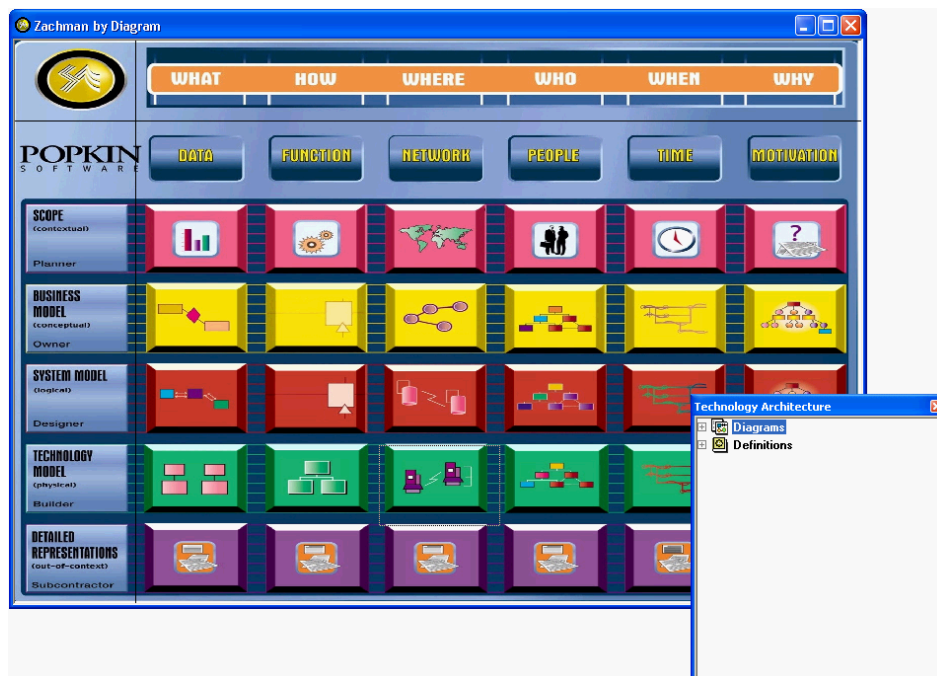 Zachman by Diagram
WHAT HOW WHERE WHO WHEN WHY
POPKIN
SOFTWARE
DATA FUNCTION NETWORK PEOPLE TIME MOTIVATION
SCOPE
(contextual)
Planner
?
BUSINESS
MODEL
(conceptual)
Owner
SYSTEM MODEL
(logical)
Designer
TECHNOLOGY
MODEL
(physical)
Builder
DETAILED
REPRESENTATIONS
(out-of-context)
Subcontractor
Technology Architecture
Diagrams
Definitions